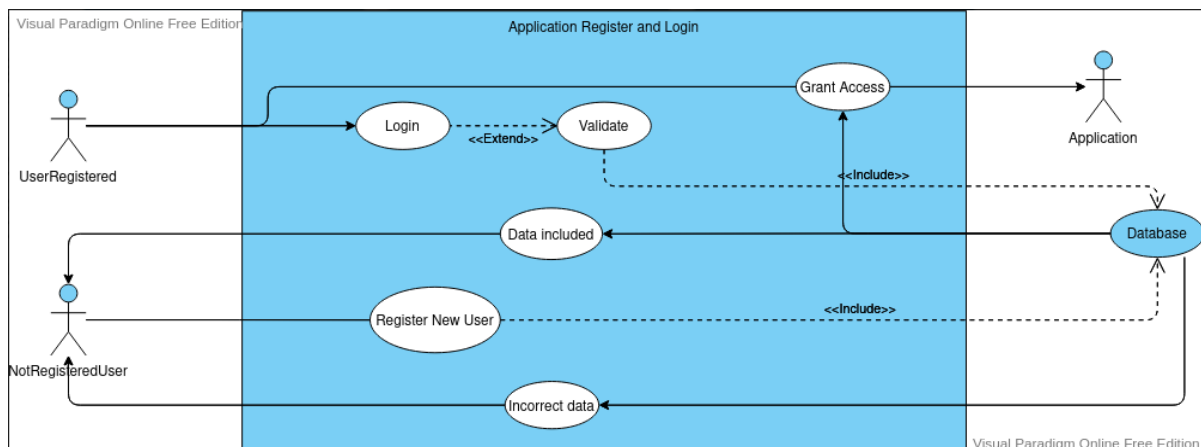 Visual Paradigm Online Free Edition
Application Register and Login
Grant Access
Login
<<Extend>>
Validate
Application
UserRegistered
<<Include>>
Data included
Database
Register New User
<<Include>>
NotRegisteredUser
Incorrect data
Visual Paradigm Online Free Edition